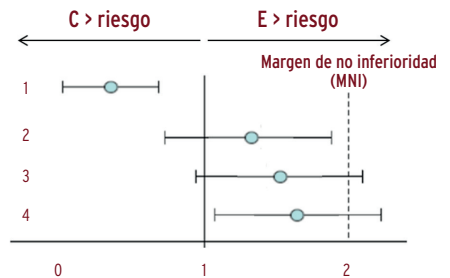 C > riesgo
E > riesgo
Margen de no inferioridad
(MNI)
1
2
3
4
0
1
2